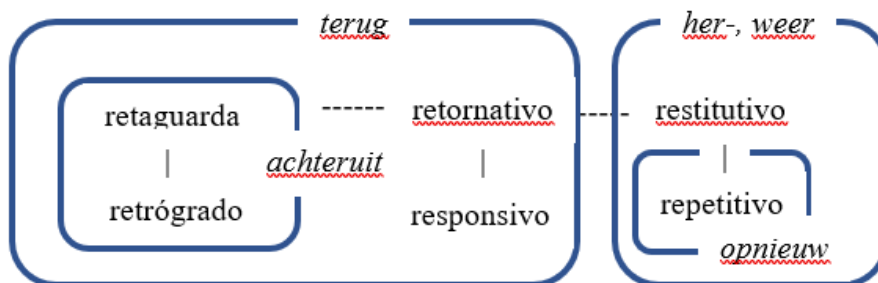 terug her-, weer
retaguarda retornativo restitutivo
achteruit
retrógrado responsivo repetitivo
opnieuw